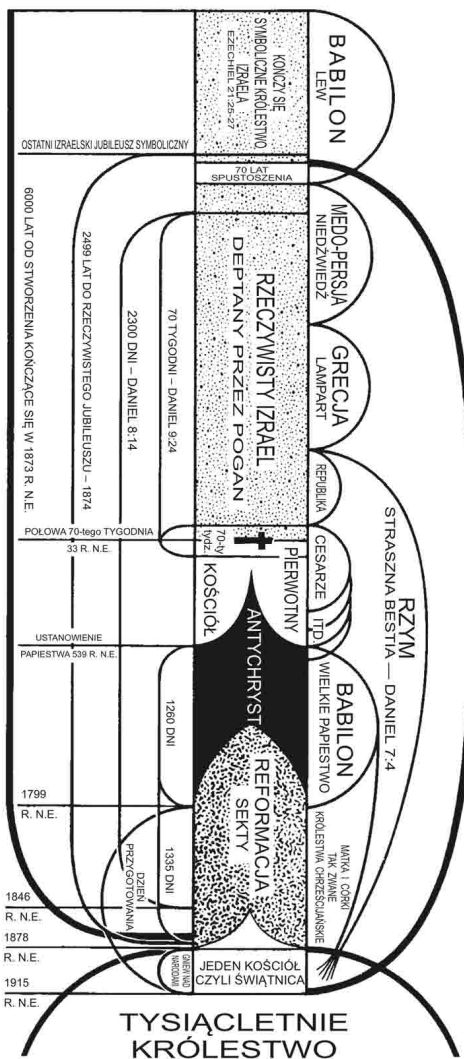 BABILON
LEW
KOŃCZY SIĘ
SYMBOLICZNE KRÓLESTWO
IZRAELA
EZECHIEL 21:25-27
OSTATNI IZRAELSKI JUBILEUSZ SYMBOLICZNY
70 LAT
SPUSTOSZENIA
MEDO-PERSJA
NIEDŹWIEDŹ
GRECJA
LAMPART
RZECZYWISTY IZRAEL
DEPTANY PRZEZ POGAN
6000 LAT OD STWORZENIA KOŃCZĄCE SIĘ W 1873 R. N.E.
2499 LAT DO RZECZYWISTEGO JUBILEUSZU – 1874
2300 DNI – DANIEL 8:14
70 TYGODNI – DANIEL 9:24
REPUBLIKA
CESARZE
ITD.
RZYM
STRASZNA BESTIA — DANIEL 7:4
POŁOWA 70-tego TYGODNIA
33 R. N.E.
70-ty
tydz.
PIERWOTNY
KOŚCIÓŁ
USTANOWIENIE
PAPIESTWA 539 R. N.E.
ANTYCHRYST
BABILON
WIELKIE PAPIESTWO
1260 DNI
REFORMACJA
SEKTY
MATKA I CÓRKI
TAK ZWANE
KRÓLESTWA CHRZEŚCIJAŃSKIE
1799
R. N.E.
1335 DNI
DZIEŃ
PRZYGOTOWANIA
1846
R. N.E.
1878
R. N.E.
GNIEW NAD
NARODAMI
JEDEN KOŚCIÓŁ
CZYLI ŚWIĄTNICA
1915
R. N.E.
TYSIĄCLETNIE
KRÓLESTWO